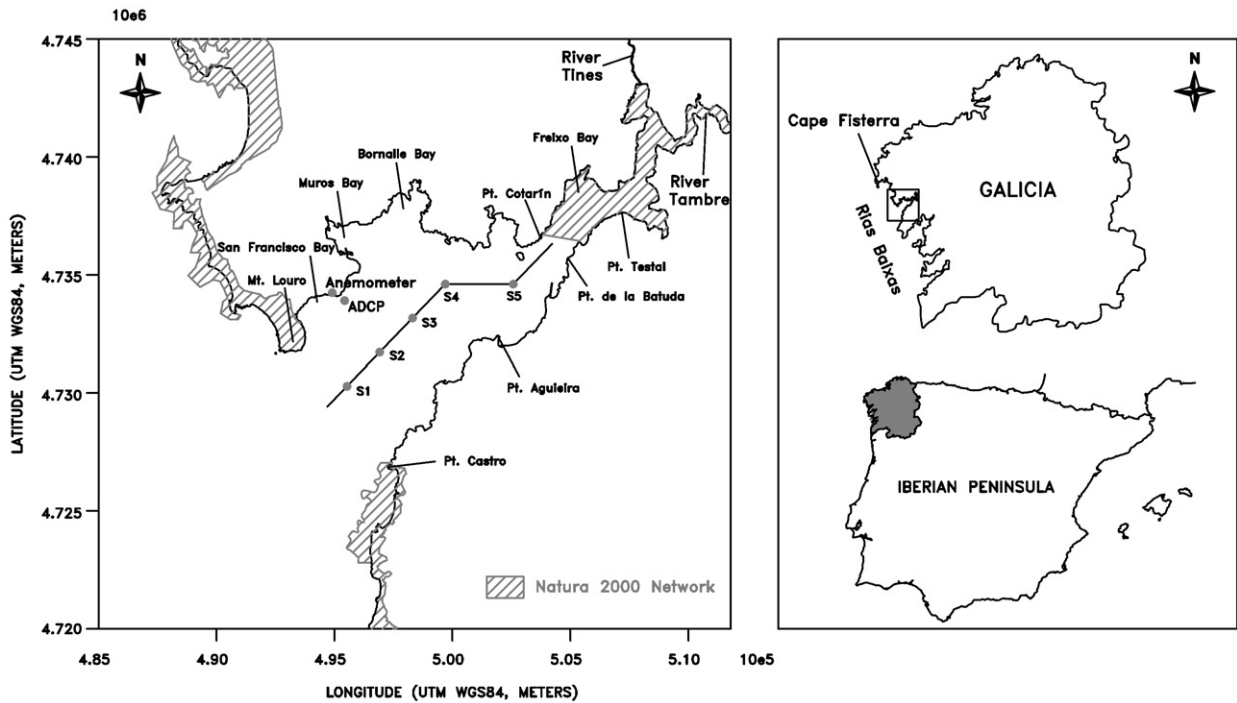 10e6
4.745
4.740
4.735
4.730
4.725
4.720
LATITUDE (UTM WGS84, METERS)
N
River
Tines
Freixo Bay
Bornalle Bay
Muros Bay
Pt. Cotarín
River
Tambre
San Francisco Bay
Mt. Louro
Anemometer
ADCP
Pt. Testal
Pt. de la Batuda
S4
S5
S3
S2
S1
Pt. Aguieira
Pt. Castro
Natura 2000 Network
4.85
4.90
4.95
5.00
5.05
5.10
10e5
LONGITUDE (UTM WGS84, METERS)
N
Cape Fisterra
GALICIA
Rias Baixas
IBERIAN PENINSULA